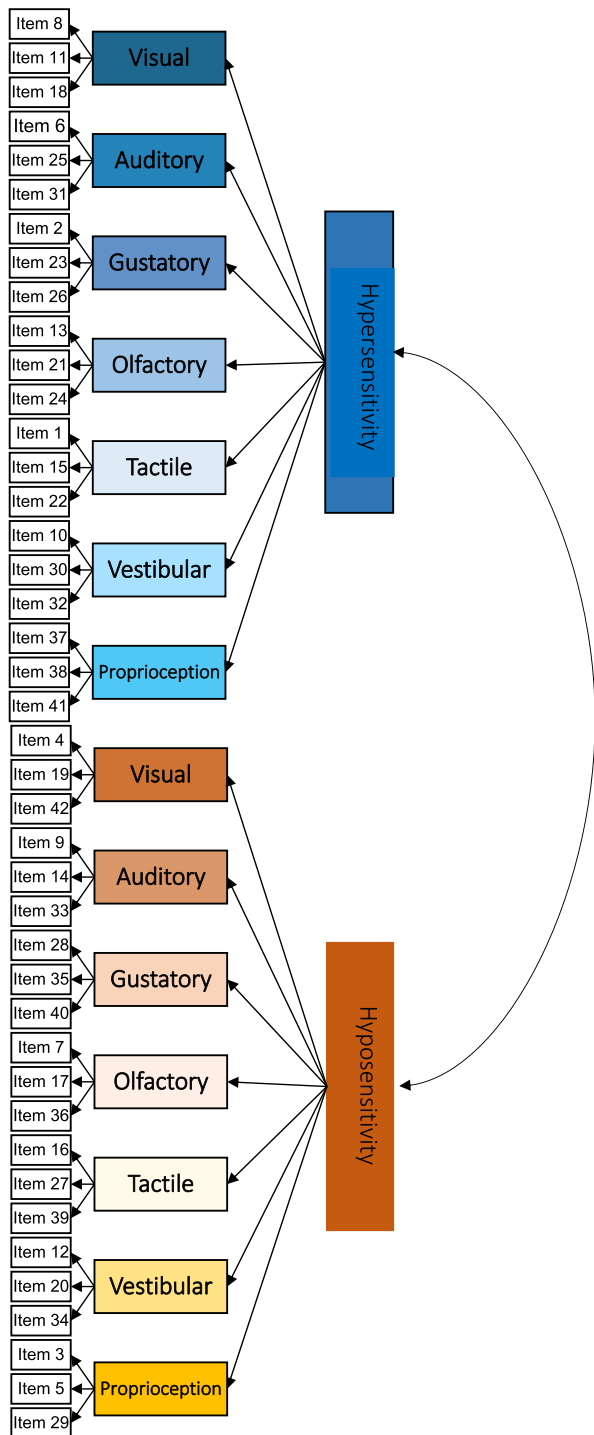 Item 8
Item 11
Item 18
Visual
Item 6
Item 25
Item 31
Auditory
Item 2
Item 23
Item 26
Gustatory
Item 13
Item 21
Item 24
Olfactory
Item 1
Item 15
Item 22
Tactile
Item 10
Item 30
Item 32
Vestibular
Item 37
Item 38
Item 41
Proprioception
Hypersensitivity
Item 4
Item 19
Item 42
Visual
Item 9
Item 14
Item 33
Auditory
Item 28
Item 35
Item 40
Gustatory
Item 7
Item 17
Item 36
Olfactory
Item 16
Item 27
Item 39
Tactile
Item 12
Item 20
Item 34
Vestibular
Item 3
Item 5
Item 29
Proprioception
Hyposensitivity